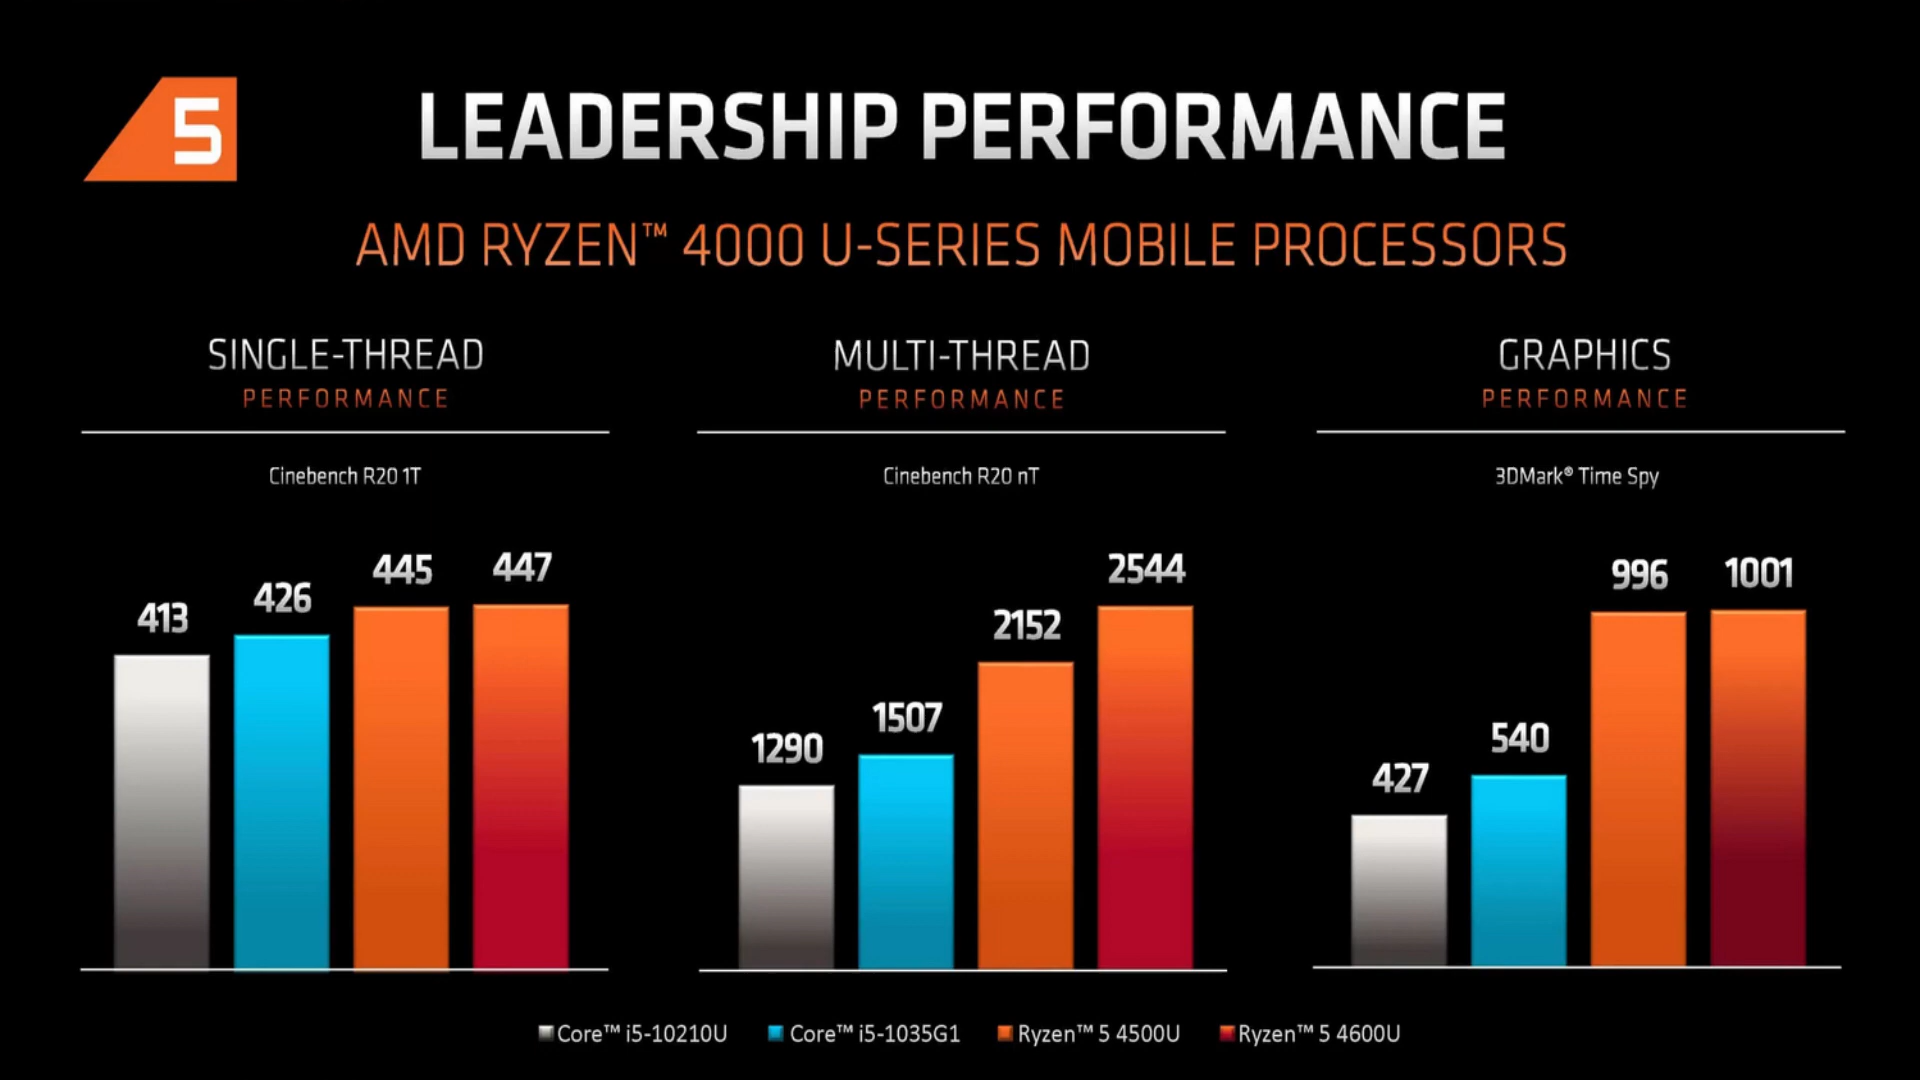 5
LEADERSHIP PERFORMANCE
AMD RYZEN™ 4000 U-SERIES MOBILE PROCESSORS
SINGLE-THREAD
PERFORMANCE
Cinebench R20 1T
413
426
445
447
MULTI-THREAD
PERFORMANCE
Cinebench R20 nT
1290
1507
2152
2544
GRAPHICS
PERFORMANCE
3DMark® Time Spy
427
540
996
1001
Core™ i5-10210U
Core™ i5-1035G1
Ryzen™ 5 4500U
Ryzen™ 5 4600U